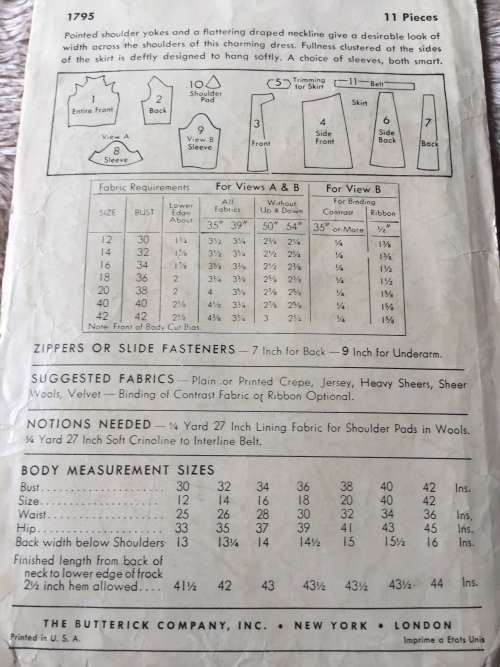 1795
11 Pieces
Pointed shoulder yokes and a flattering draped neckline give a desirable look of
width across the shoulders of this charming dress. Fullness clustered at the sides
of the skirt is deftly designed to hang softly. A choice of sleeves, both smart.
1
Entire Front
2
Back
10
Shoulder
Pad
5
Trimming
for Skirt
11
Belt
Skirt
View A
8
Sleeve
9
View B
Sleeve
3
Front
4
Side
Front
6
Side
Back
7
Back
Fabric Requirements For Views A & B For View B
SIZE BUST Lower Edge About All Fabrics Without Up & Down For Binding
Contrast Ribbon
35" 39" 50" 54" 35" or More ½"
12 30
14 32
16 34
18 36
20 38
40 40
42 42
Note: Front of Body Cut Bias
ZIPPERS OR SLIDE FASTENERS — 7 Inch for Back — 9 Inch for Underarm.
SUGGESTED FABRICS — Plain or Printed Crepe, Jersey, Heavy Sheers, Sheer
Wools, Velvet — Binding of Contrast Fabric or Ribbon Optional.
NOTIONS NEEDED — ¼ Yard 27 Inch Lining Fabric for Shoulder Pads in Wools.
¼ Yard 27 Inch Soft Crinoline to Interline Belt.
BODY MEASUREMENT SIZES
Bust 30 32 34 36 38 40 42 Ins.
Size 12 14 16 18 20 40 42
Waist 25 26 28 30 32 34 36 Ins.
Hip 33 35 37 39 41 43 45 Ins.
Back width below Shoulders 13 13¼ 14 14½ 15 15½ 16 Ins.
Finished length from back of
neck to lower edge of frock
2½ inch hem allowed.... 41½ 42 43 43½ 43½ 43½ 44 Ins.
THE BUTTERICK COMPANY, INC. • NEW YORK • LONDON
Printed in U. S. A.
Imprime a Etats Unis